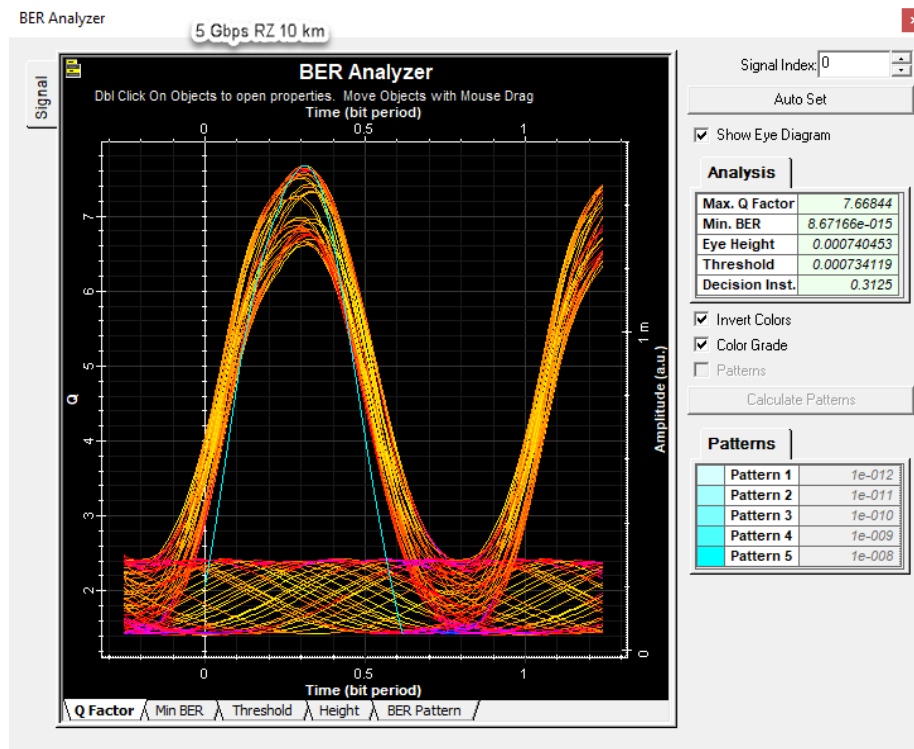 BER Analyzer
5 Gbps RZ 10 km
Signal
BER Analyzer
Dbl Click On Objects to open properties. Move Objects with Mouse Drag
Time (bit period)
0 0.5 1
Q
2 3 4 5 6 7
Amplitude (a.u.)
0 1 m
0 0.5 1
Time (bit period)
Q Factor Min BER Threshold Height BER Pattern
Signal Index: 0
Auto Set
Show Eye Diagram
Analysis
Max. Q Factor 7.66844
Min. BER 8.67166e-015
Eye Height 0.000740453
Threshold 0.000734119
Decision Inst. 0.3125
Invert Colors
Color Grade
Patterns
Calculate Patterns
Patterns
Pattern 1 1e-012
Pattern 2 1e-011
Pattern 3 1e-010
Pattern 4 1e-009
Pattern 5 1e-008